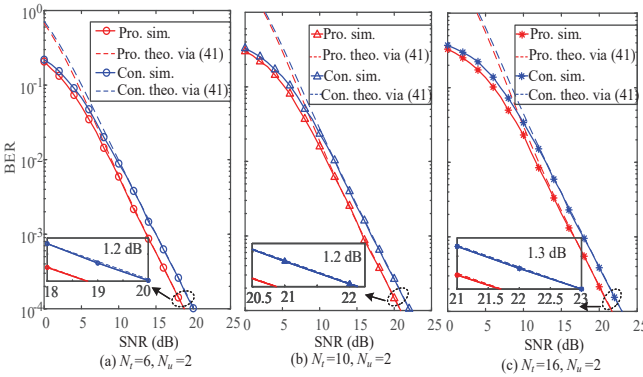 10^0
10^-1
10^-2
10^-3
10^-4
BER
Pro. sim.
Pro. theo. via (41)
Con. sim.
Con. theo. via (41)
1.2 dB
18 19 20
0 5 10 15 20 25
SNR (dB)
(a) N_t=6, N_u=2
Pro. sim.
Pro. theo. via (41)
Con. sim.
Con. theo. via (41)
1.2 dB
20.5 21 22
0 5 10 15 20 25
SNR (dB)
(b) N_t=10, N_u=2
Pro. sim.
Pro. theo. via (41)
Con. sim.
Con. theo. via (41)
1.3 dB
21 21.5 22 22.5 23
0 5 10 15 20 25
SNR (dB)
(c) N_t=16, N_u=2